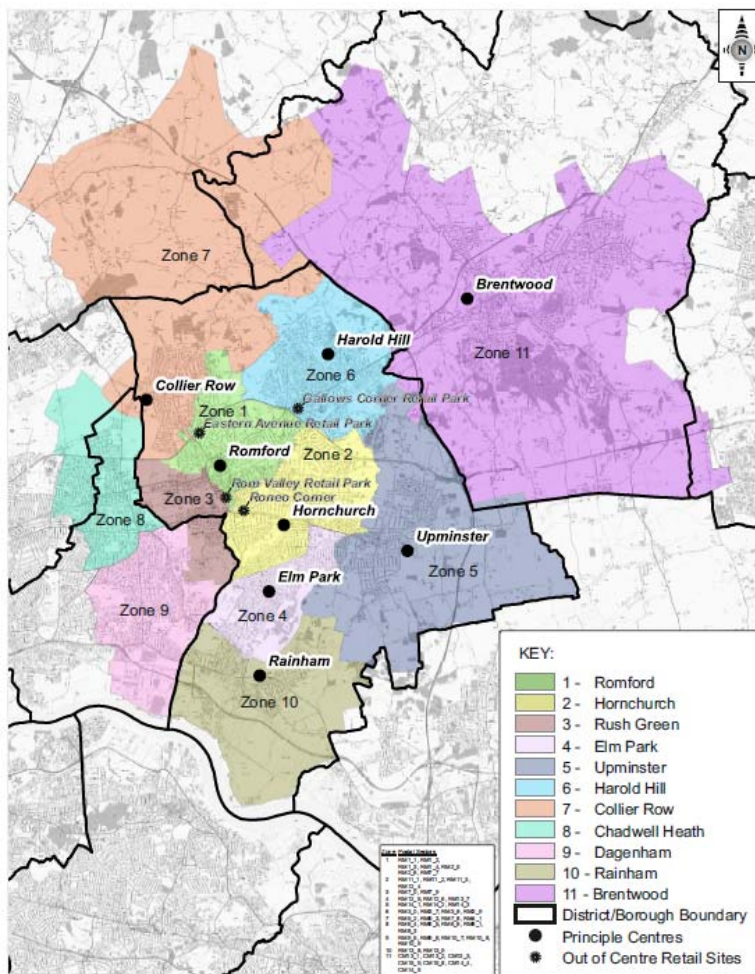 N
Zone 7
Brentwood
Harold Hill
Zone 11
Zone 6
Collier Row
Gallows Corner Retail Park
Zone 1
Eastern Avenue Retail Park
Zone 2
Romford
Rom Valley Retail Park
Zone 3
Roneo Corner
Zone 8
Hornchurch
Upminster
Zone 5
Elm Park
Zone 9
Zone 4
Rainham
Zone 10
KEY:
1 - Romford
2 - Hornchurch
3 - Rush Green
4 - Elm Park
5 - Upminster
6 - Harold Hill
7 - Collier Row
8 - Chadwell Heath
9 - Dagenham
10 - Rainham
11 - Brentwood
District/Borough Boundary
Principle Centres
Out of Centre Retail Sites
Zone Postal Sectors